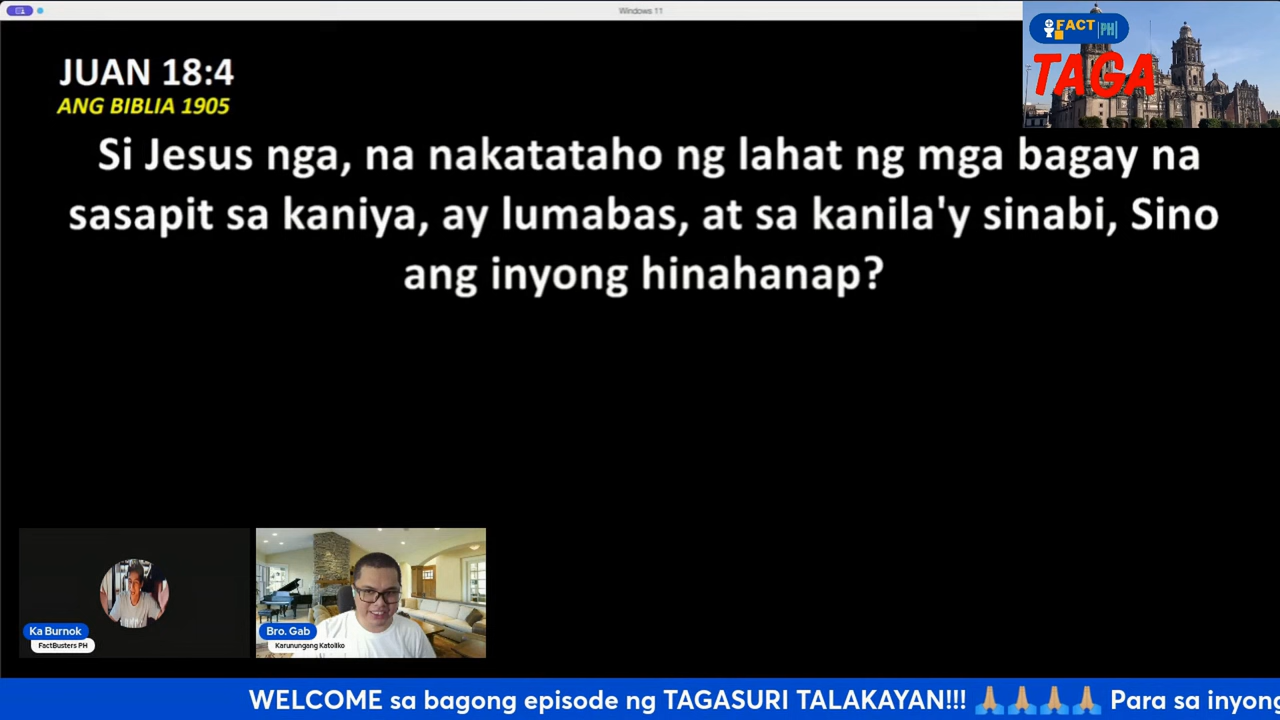 Windows 11
FACT PH
TAGA
JUAN 18:4
ANG BIBLIA 1905
Si Jesus nga, na nakatataho ng lahat ng mga bagay na
sasapit sa kaniya, ay lumabas, at sa kanila'y sinabi, Sino
ang inyong hinahanap?
Ka Burnok
FactBusters PH
Bro. Gab
Karunungang Katoliko
WELCOME sa bagong episode ng TAGASURI TALAKAYAN!!! 🙏🙏🙏🙏 Para sa inyong